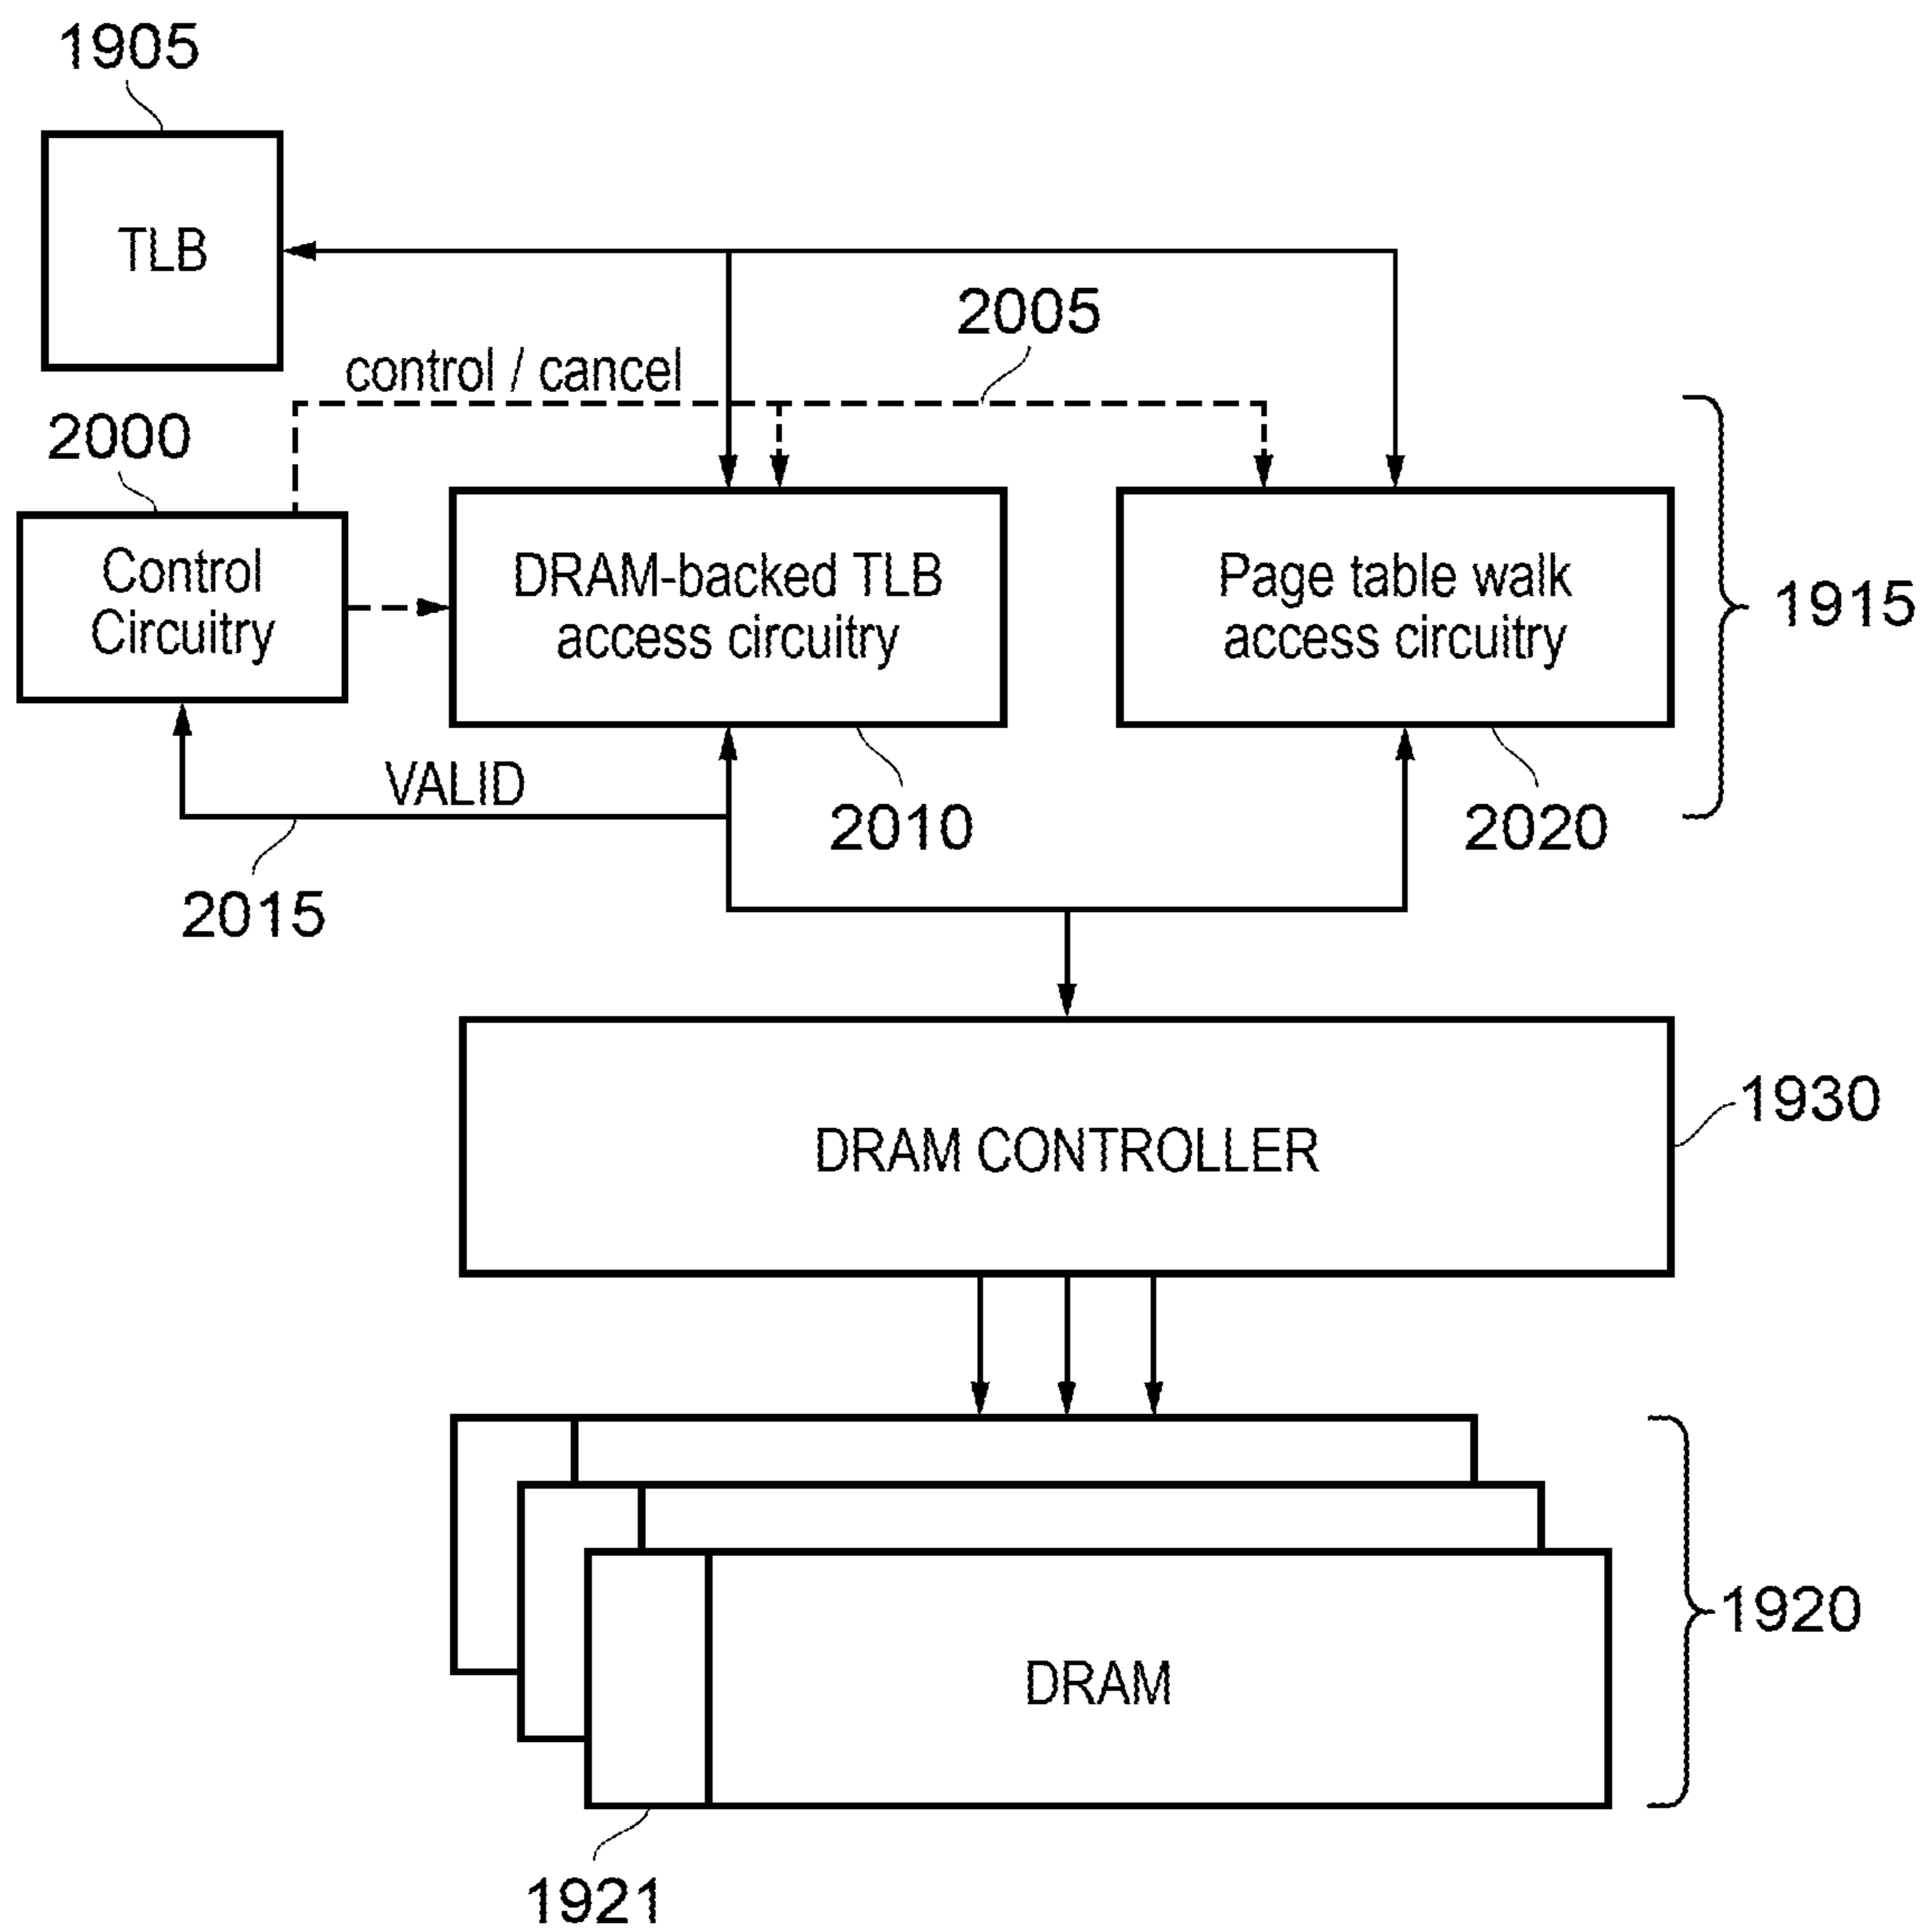 1905
TLB
2005
control / cancel
2000
Control
Circuitry
DRAM-backed TLB
access circuitry
Page table walk
access circuitry
1915
VALID
2010
2020
2015
DRAM CONTROLLER
1930
DRAM
1920
1921